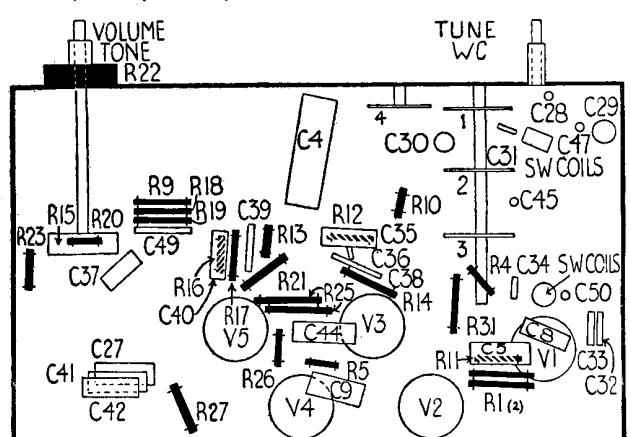 VOLUME
TONE
R22
TUNE
WC
C28
C29
C47
C4
4
1
C30
C31
SW COILS
2
R9
R18
R19
R10
C45
R15
R20
C39
R12
C35
R23
C49
R13
3
C36
R4
C34
SW COILS
C37
R16
C38
R21
R25
R14
C50
C40
R17
V5
C44
V3
R31
C8
V1
C5
C33
C32
C27
R5
R11
C41
R26
C9
C42
R27
V4
V2
R1(2)